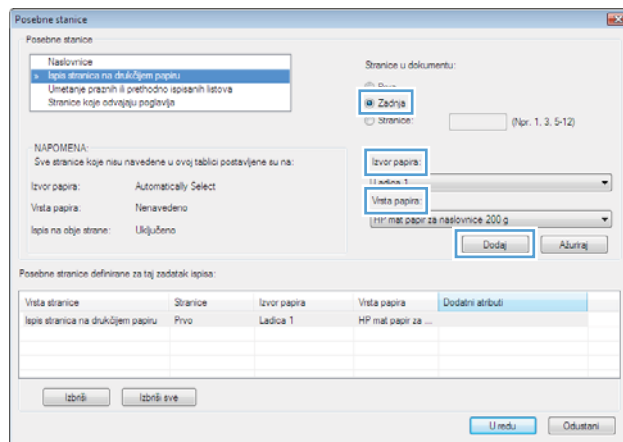 Posebne stanice
Posebne stanice
Naslovnice
» Ispis stranica na drukčijem papiru
Umetanje praznih ili prethodno ispisanih listova
Stranice koje odvajaju poglavlja
Stranice u dokumentu:
Prva
Zadnja
Stranice:
(Npr. 1, 3, 5-12)
NAPOMENA:
Sve stranice koje nisu navedene u ovoj tablici postavljene su na:
Izvor papira: Automatically Select
Vrsta papira: Nenavedeno
Ispis na obje strane: Uključeno
Izvor papira:
Ladica 1
Vrsta papira:
HP mat papir za naslovnice 200 g
Dodaj Ažuriraj
Posebne stranice definirane za taj zadatak ispisa:
Vrsta stranice Stranice Izvor papira Vrsta papira Dodatni atributi
Ispis stranica na drukčijem papiru Prvo Ladica 1 HP mat papir za ...
Izbriši Izbriši sve
U redu Odustani